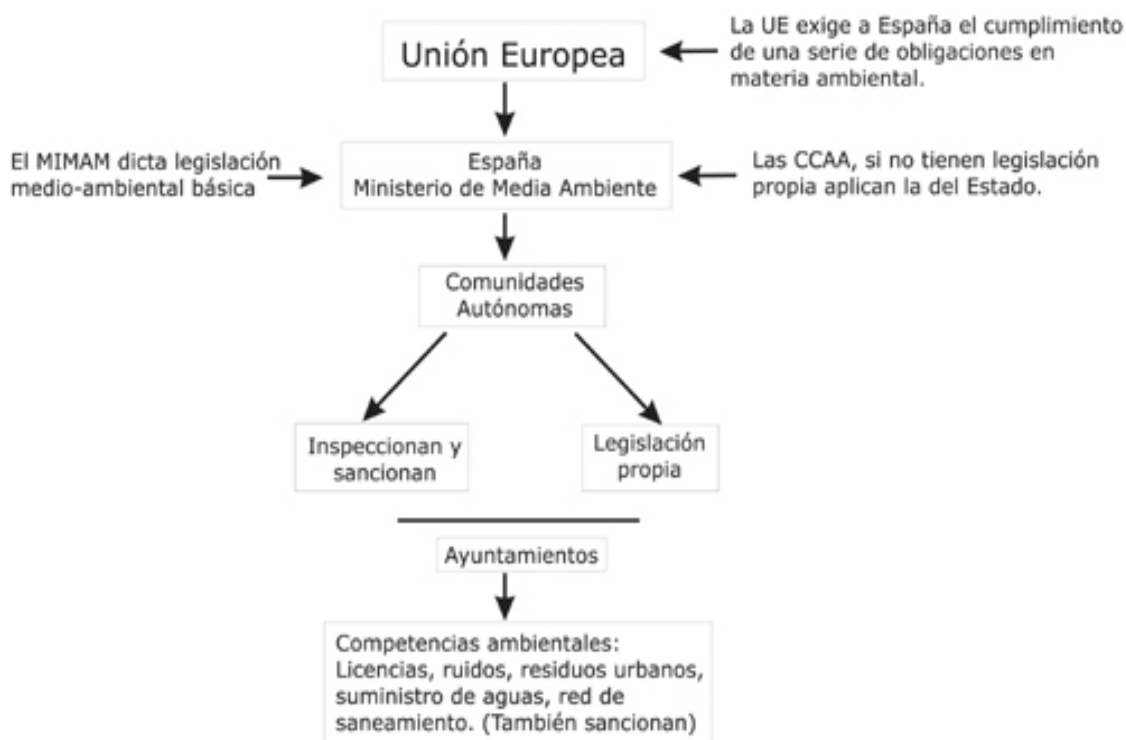 Unión Europea
La UE exige a España el cumplimiento
de una serie de obligaciones en
materia ambiental.
El MIMAM dicta legislación
medio-ambiental básica
España
Ministerio de Media Ambiente
Las CCAA, si no tienen legislación
propia aplican la del Estado.
Comunidades
Autónomas
Inspeccionan y
sancionan
Legislación
propia
Ayuntamientos
Competencias ambientales:
Licencias, ruidos, residuos urbanos,
suministro de aguas, red de
saneamiento. (También sancionan)